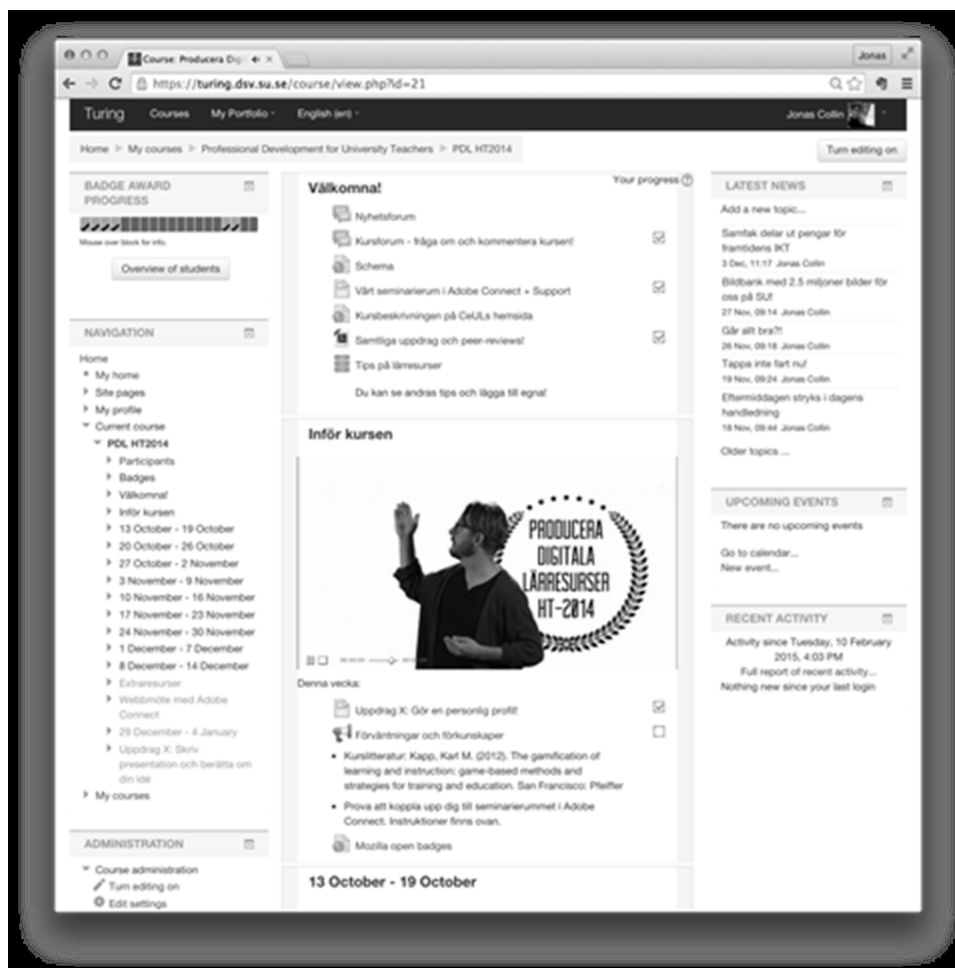 Course: Producera Digi
Jonas
https://turing.dsv.su.se/course/view.php?id=21
Turing Courses My Portfolio English (en) Jonas Collin
Home My courses Professional Development for University Teachers PDL HT2014
Turn editing on
BADGE AWARD
PROGRESS
Mouse over block for info.
Overview of students
NAVIGATION
Home
My home
Site pages
My profile
Current course
PDL HT2014
Participants
Badges
Välkomna!
Inför kursen
13 October - 19 October
20 October - 26 October
27 October - 2 November
3 November - 9 November
10 November - 16 November
17 November - 23 November
24 November - 30 November
1 December - 7 December
8 December - 14 December
Extraresurser
Webbmöte med Adobe
Connect
29 December - 4 January
Uppdrag X: Skriv
presentation och berätta om
din idé
My courses
ADMINISTRATION
Course administration
Turn editing on
Edit settings
Your progress
Välkomna!
Nyhetsforum
Kursforum - fråga om och kommentera kursen!
Schema
Vårt seminarierum i Adobe Connect + Support
Kursbeskrivningen på CeULs hemsida
Samtliga uppdrag och peer-reviews!
Tips på lärresurser
Du kan se andras tips och lägga till egna!
Inför kursen
PRODUCERA
DIGITALA
LÄRRESURSER
HT-2014
Denna vecka:
Uppdrag X: Gör en personlig profil!
Förväntningar och förkunskaper
Kurslitteratur: Kapp, Karl M. (2012). The gamification of
learning and instruction: game-based methods and
strategies for training and education. San Francisco: Pfeiffer
Prova att koppla upp dig till seminarierummet i Adobe
Connect. Instruktioner finns ovan.
Mozilla open badges
13 October - 19 October
LATEST NEWS
Add a new topic...
Samfak delar ut pengar för
framtidens IKT
3 Dec, 11:17 Jonas Collin
Bildbank med 2.5 miljoner bilder för
oss på SU!
27 Nov, 09:14 Jonas Collin
Går allt bra?!
26 Nov, 09:18 Jonas Collin
Tappa inte fart nu!
19 Nov, 09:24 Jonas Collin
Eftermiddagen stryks i dagens
handledning
18 Nov, 09:44 Jonas Collin
Older topics ...
UPCOMING EVENTS
There are no upcoming events
Go to calendar...
New event...
RECENT ACTIVITY
Activity since Tuesday, 10 February
2015, 4:03 PM
Full report of recent activity...
Nothing new since your last login